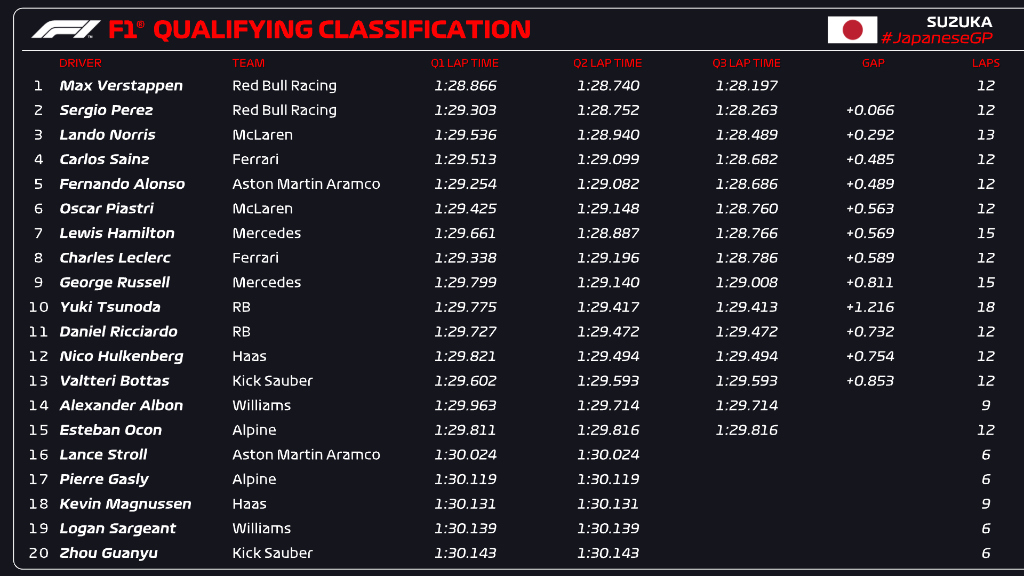 F1® QUALIFYING CLASSIFICATION
SUZUKA
#JapaneseGP
DRIVER TEAM Q1 LAP TIME Q2 LAP TIME Q3 LAP TIME GAP LAPS
1 Max Verstappen Red Bull Racing 1:28.866 1:28.740 1:28.197 12
2 Sergio Perez Red Bull Racing 1:29.303 1:28.752 1:28.263 +0.066 12
3 Lando Norris McLaren 1:29.536 1:28.940 1:28.489 +0.292 13
4 Carlos Sainz Ferrari 1:29.513 1:29.099 1:28.682 +0.485 12
5 Fernando Alonso Aston Martin Aramco 1:29.254 1:29.082 1:28.686 +0.489 12
6 Oscar Piastri McLaren 1:29.425 1:29.148 1:28.760 +0.563 12
7 Lewis Hamilton Mercedes 1:29.661 1:28.887 1:28.766 +0.569 15
8 Charles Leclerc Ferrari 1:29.338 1:29.196 1:28.786 +0.589 12
9 George Russell Mercedes 1:29.799 1:29.140 1:29.008 +0.811 15
10 Yuki Tsunoda RB 1:29.775 1:29.417 1:29.413 +1.216 18
11 Daniel Ricciardo RB 1:29.727 1:29.472 1:29.472 +0.732 12
12 Nico Hulkenberg Haas 1:29.821 1:29.494 1:29.494 +0.754 12
13 Valtteri Bottas Kick Sauber 1:29.602 1:29.593 1:29.593 +0.853 12
14 Alexander Albon Williams 1:29.963 1:29.714 1:29.714 9
15 Esteban Ocon Alpine 1:29.811 1:29.816 1:29.816 12
16 Lance Stroll Aston Martin Aramco 1:30.024 1:30.024 6
17 Pierre Gasly Alpine 1:30.119 1:30.119 6
18 Kevin Magnussen Haas 1:30.131 1:30.131 9
19 Logan Sargeant Williams 1:30.139 1:30.139 6
20 Zhou Guanyu Kick Sauber 1:30.143 1:30.143 6